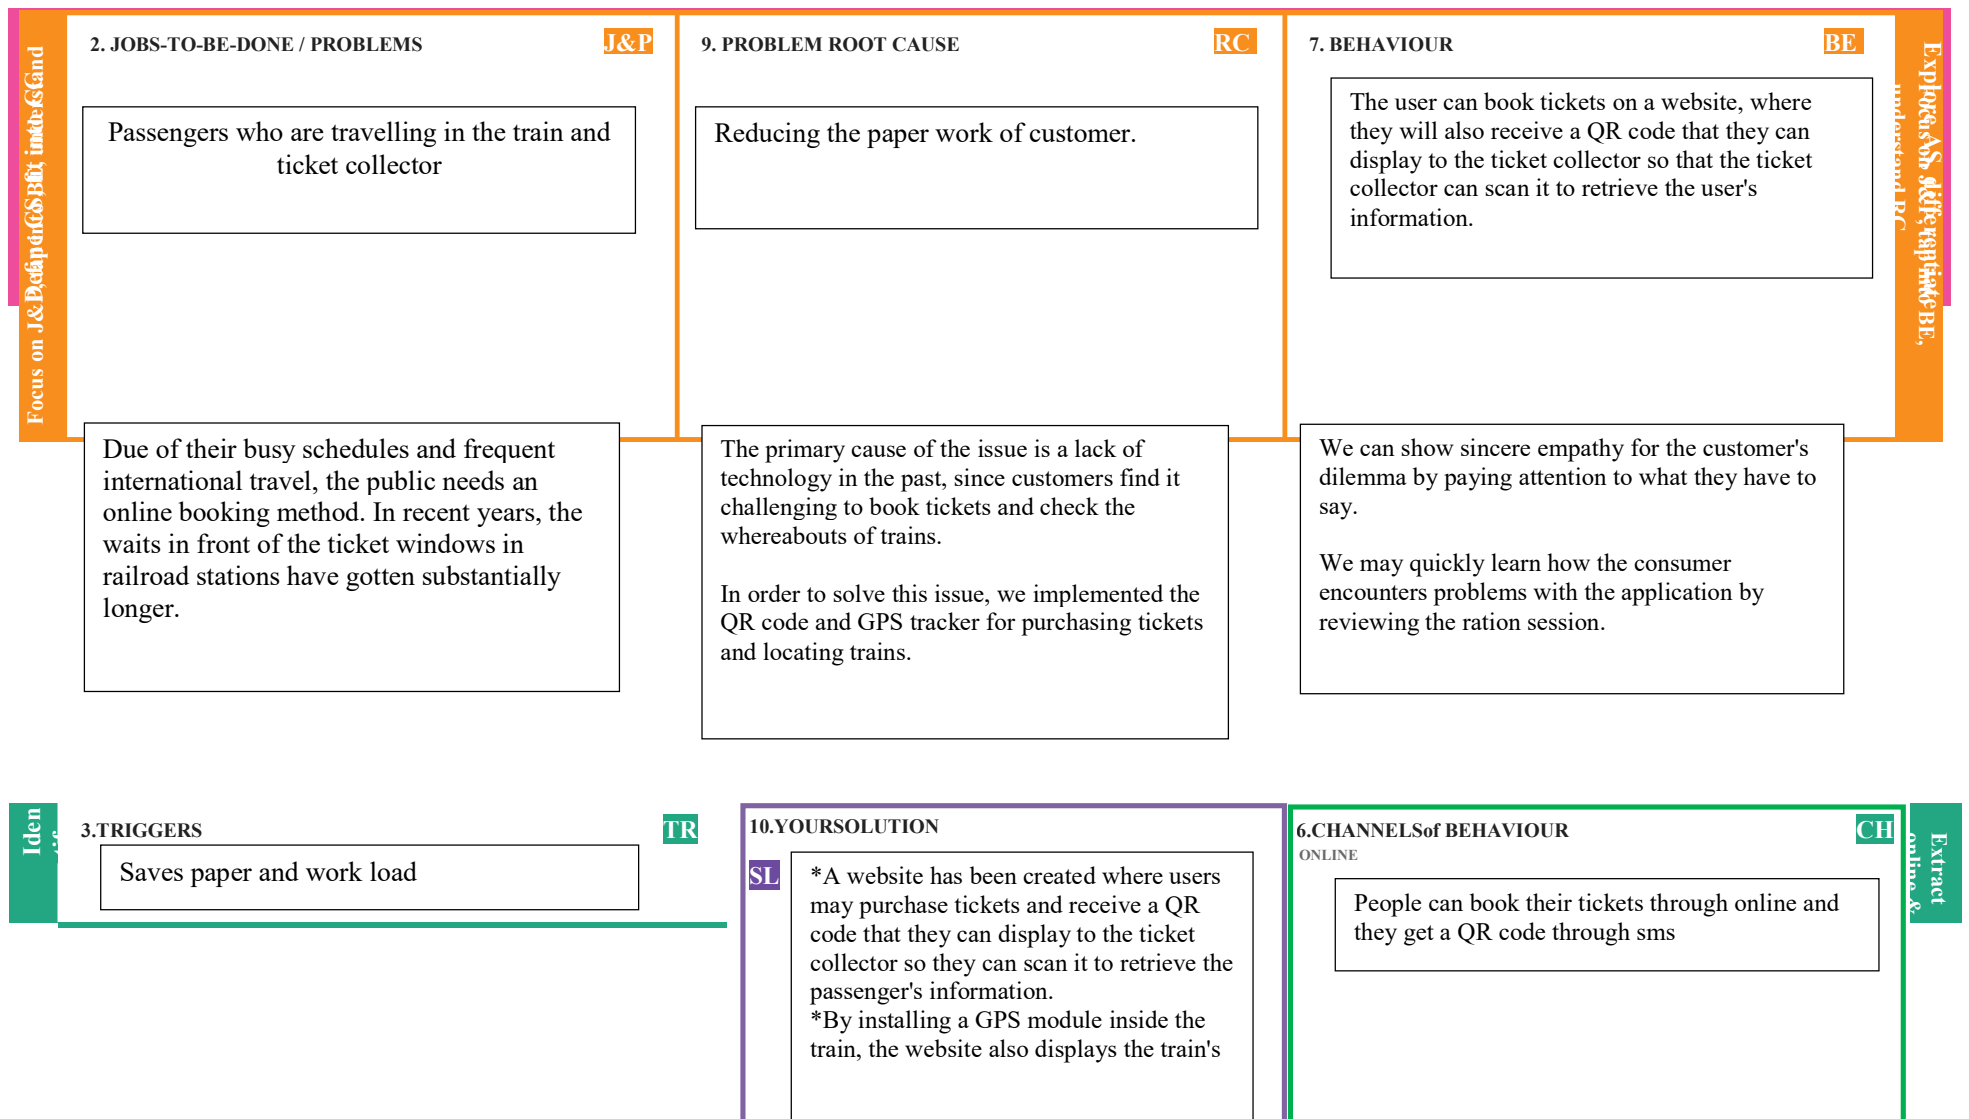 2. JOBS-TO-BE-DONE / PROBLEMS
J&P
Passengers who are travelling in the train and
ticket collector
9. PROBLEM ROOT CAUSE
RC
Reducing the paper work of customer.
7. BEHAVIOUR
BE
The user can book tickets on a website, where
they will also receive a QR code that they can
display to the ticket collector so that the ticket
collector can scan it to retrieve the user's
information.
Focus on J&P,
Explore AS, differentiate
Focus on J&P, tap into BE,
understand RC
Due of their busy schedules and frequent
international travel, the public needs an
online booking method. In recent years, the
waits in front of the ticket windows in
railroad stations have gotten substantially
longer.
The primary cause of the issue is a lack of
technology in the past, since customers find it
challenging to book tickets and check the
whereabouts of trains.
In order to solve this issue, we implemented the
QR code and GPS tracker for purchasing tickets
and locating trains.
We can show sincere empathy for the customer's
dilemma by paying attention to what they have to
say.
We may quickly learn how the consumer
encounters problems with the application by
reviewing the ration session.
Iden
3.TRIGGERS
TR
Saves paper and work load
10.YOURSOLUTION
SL
*A website has been created where users
may purchase tickets and receive a QR
code that they can display to the ticket
collector so they can scan it to retrieve the
passenger's information.
*By installing a GPS module inside the
train, the website also displays the train's
6.CHANNELSof BEHAVIOUR
CH
ONLINE
People can book their tickets through online and
they get a QR code through sms
Extract
online &